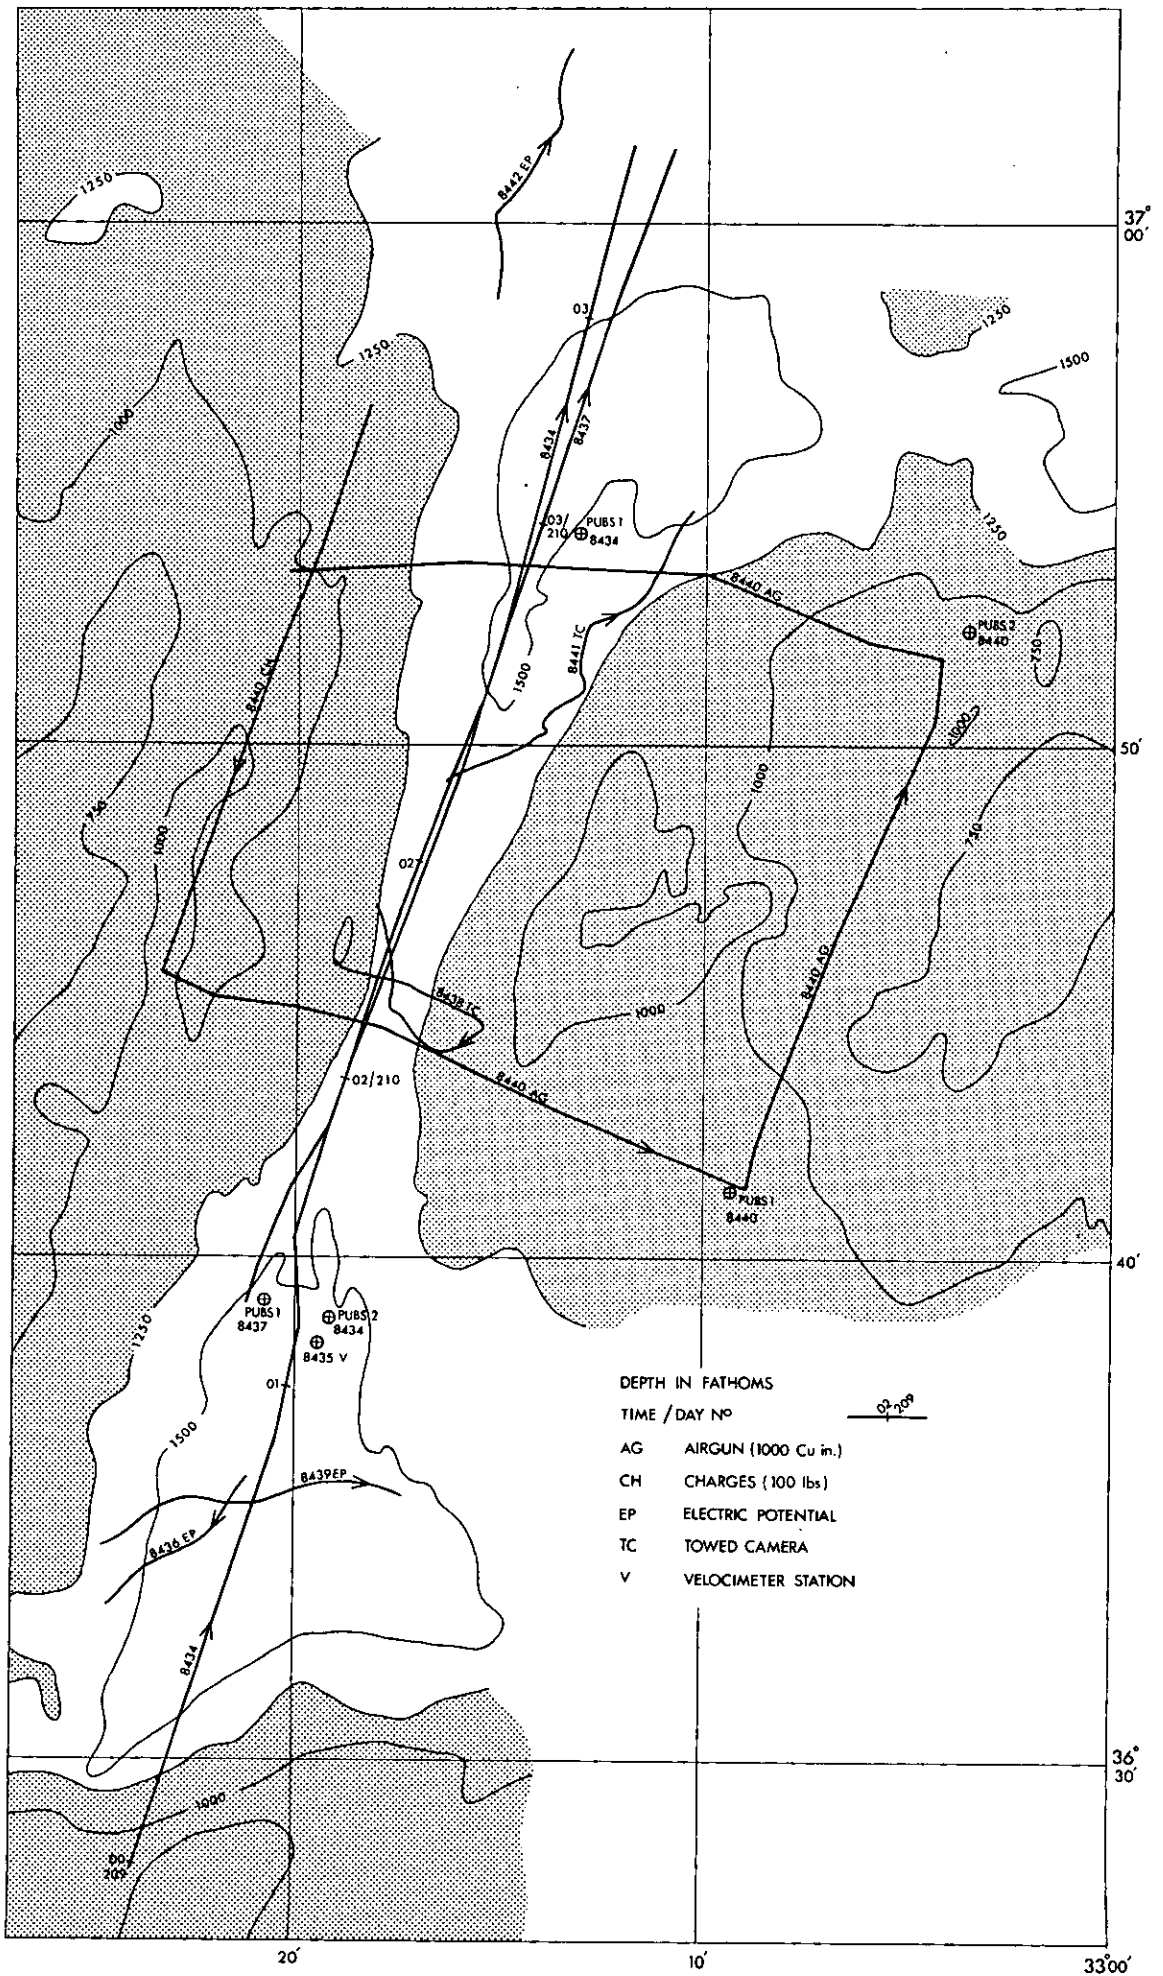 8442 EP
1250
37°
00′
03
1250
1250
1500
1000
8434
8437
1250
03/
210
PUBS 1
8434
8440 AG
PUBS 2
8440
750
8441 TC
8440 CH
1500
1000
50′
750
1000
1000
750
02
8440 AG
8438 TC
1000
02/210
8440 AG
PUBS 1
8440
40′
PUBS 1
8437
PUBS 2
8434
8435 V
1250
01
DEPTH IN FATHOMS
TIME / DAY Nº
02 209
AG AIRGUN (1000 Cu in.)
CH CHARGES (100 lbs)
EP ELECTRIC POTENTIAL
TC TOWED CAMERA
V VELOCIMETER STATION
1500
8439EP
8436 EP
8434
36°
30′
1000
00
209
20′
10′
33°00′